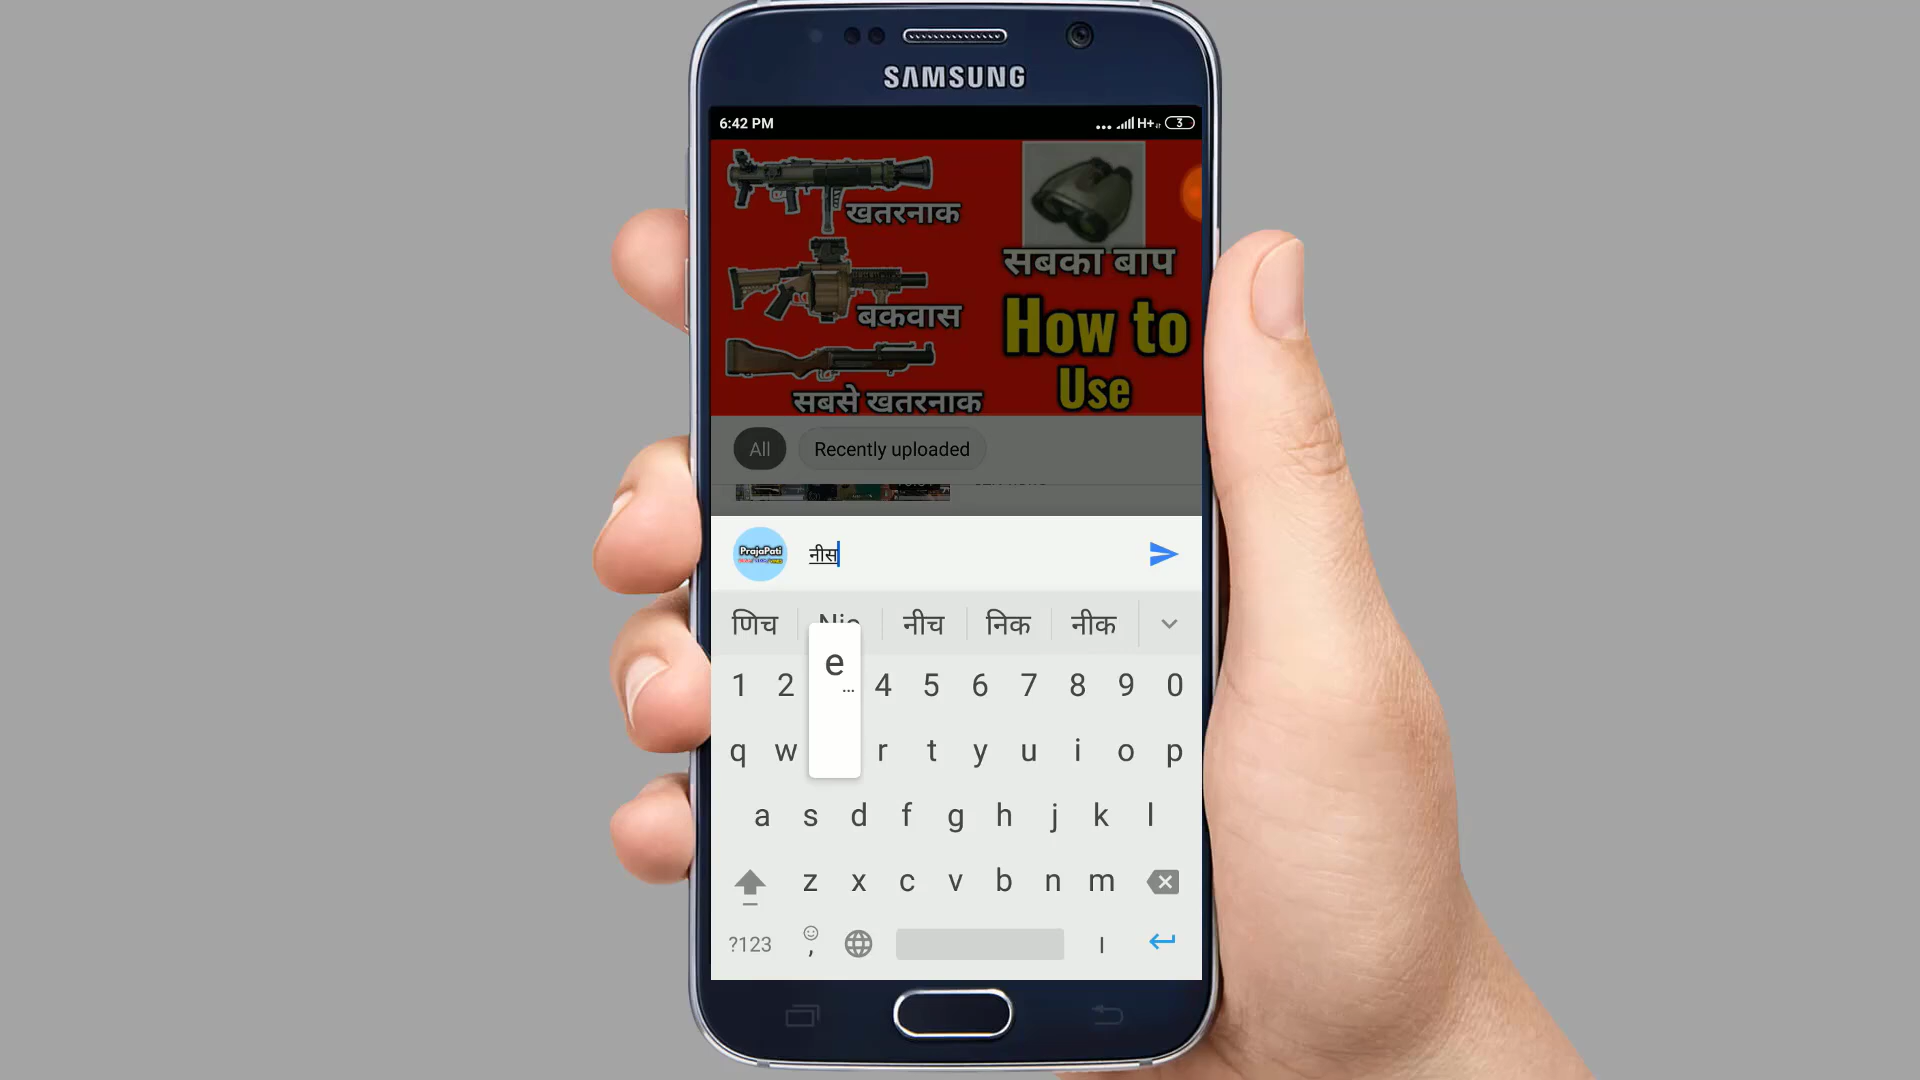 SAMSUNG
6:42 PM
H+
3
खतरनाक
सबका बाप
बकवास
How to
Use
सबसे खतरनाक
All
Recently uploaded
PrajaPati
नीस
णिच
नीच
निक
नीक
e
...
1 2 4 5 6 7 8 9 0
q w r t y u i o p
a s d f g h j k l
z x c v b n m
?123
,
।